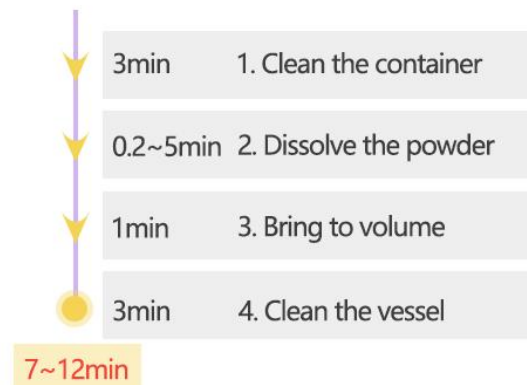 3min 1. Clean the container
0.2~5min 2. Dissolve the powder
1min 3. Bring to volume
3min 4. Clean the vessel
7~12min